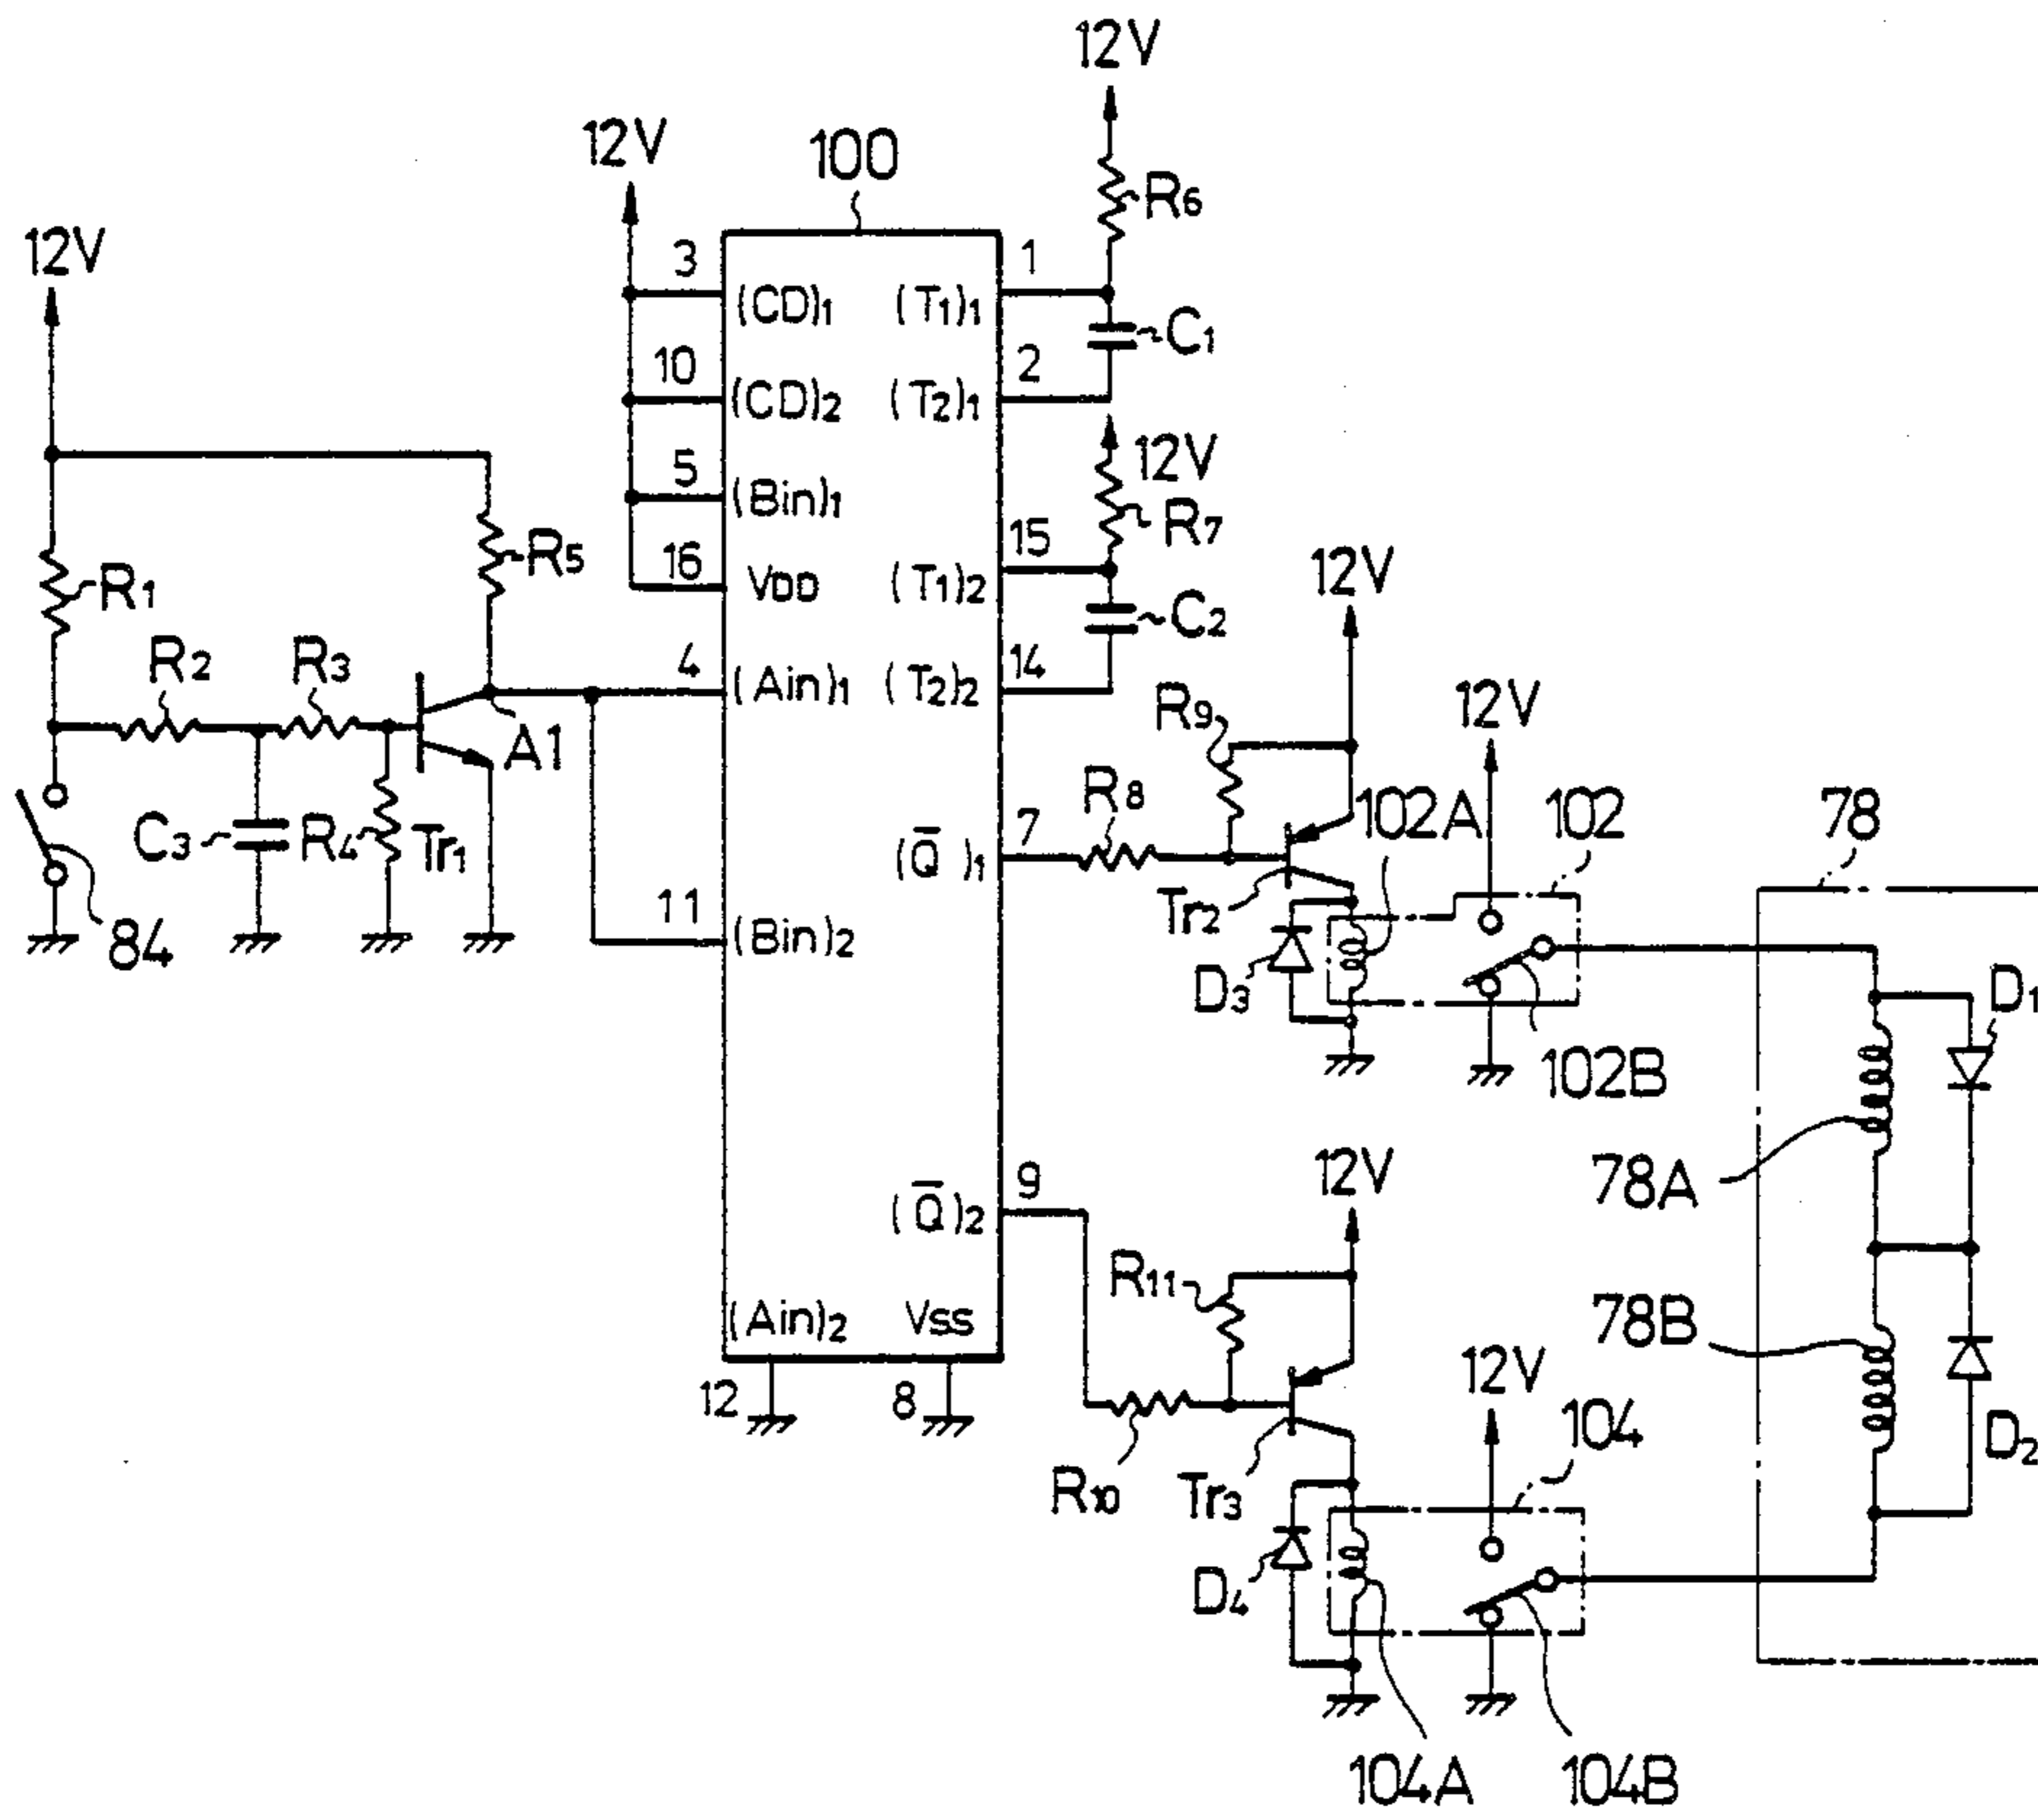 12V
12V
100
12V
R6
3
(CD)1
(T1)1
1
C1
10
(CD)2
(T2)1
2
5
(Bin)1
12V
R7
15
16
VDD
(T1)2
C2
12V
R1
R5
R2
R3
4
(Ain)1
(T2)2
14
R9
12V
A1
R8
102A
102
78
C3
R4
Tr1
7
(Q̅)1
Tr2
84
11
(Bin)2
D3
D1
102B
78A
12V
9
(Q̅)2
R11
78B
(Ain)2
Vss
12V
12
8
104
D2
R10
Tr3
D4
104A
104B